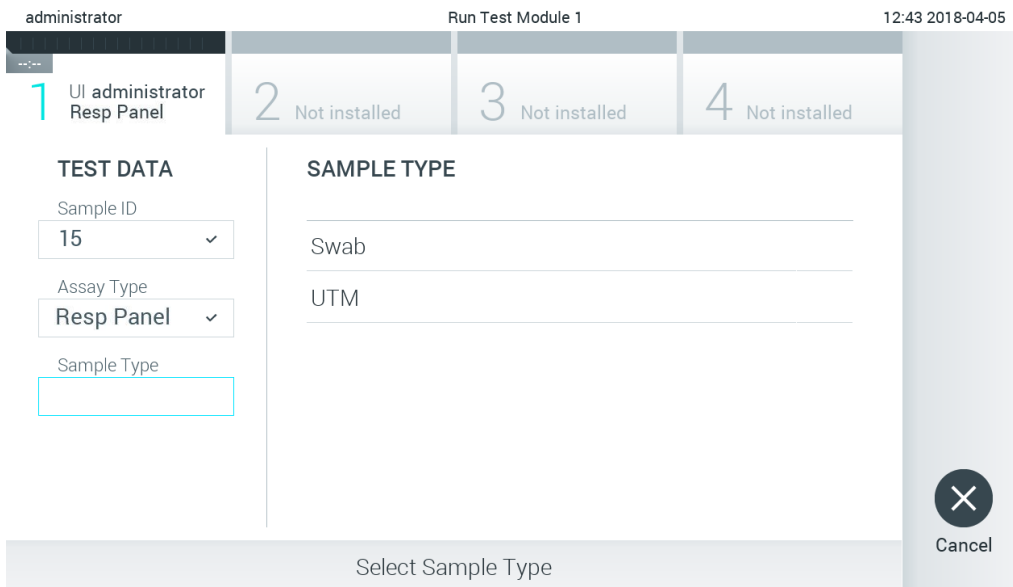 administrator
Run Test Module 1
12:43 2018-04-05
--:--
1 UI administrator
Resp Panel
2 Not installed
3 Not installed
4 Not installed
TEST DATA
Sample ID
15
Assay Type
Resp Panel
Sample Type
SAMPLE TYPE
Swab
UTM
Cancel
Select Sample Type